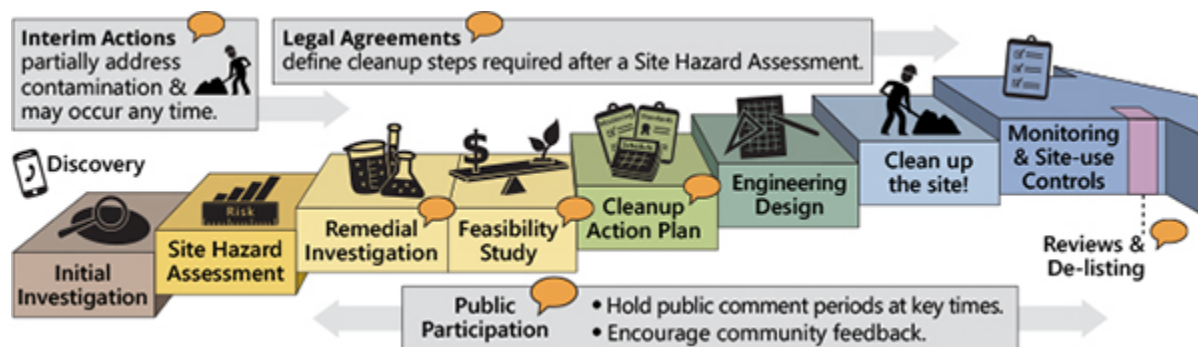 Interim Actions
partially address
contamination &
may occur any time.
Legal Agreements
define cleanup steps required after a Site Hazard Assessment.
Discovery
Initial
Investigation
Risk
Site Hazard
Assessment
Remedial
Investigation
$
Feasibility
Study
Monitoring
Standards
Schedule
Cleanup
Action Plan
Engineering
Design
Clean up
the site!
Monitoring
& Site-use
Controls
Reviews &
De-listing
Public
Participation
• Hold public comment periods at key times.
• Encourage community feedback.